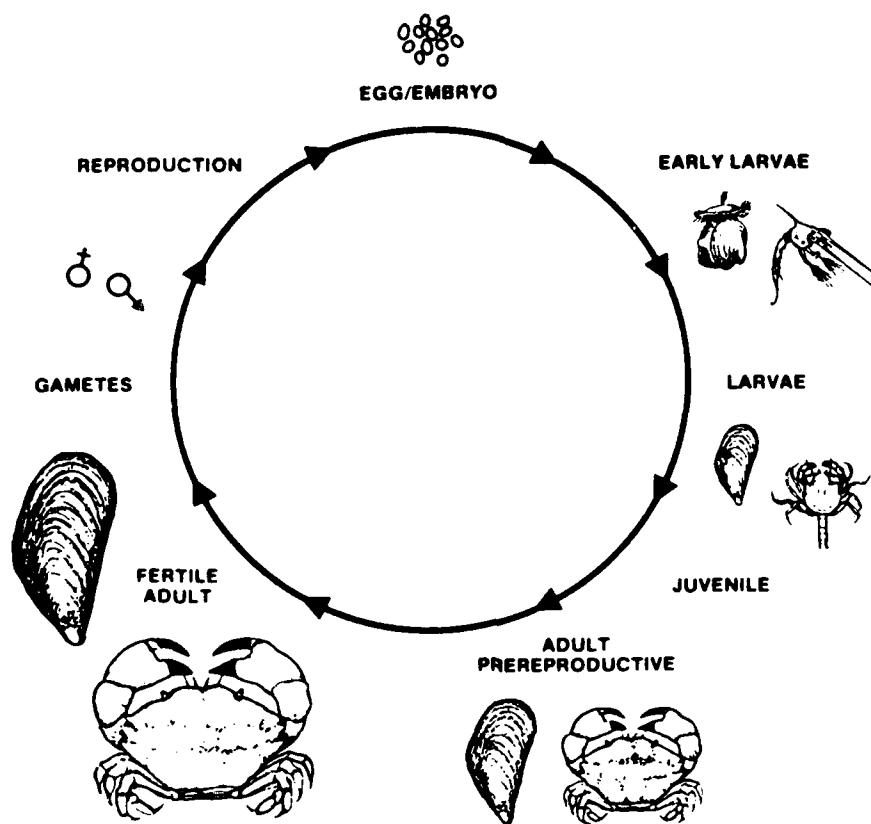 EGG/EMBRYO
EARLY LARVAE
LARVAE
JUVENILE
ADULT
PREREPRODUCTIVE
FERTILE
ADULT
GAMETES
REPRODUCTION